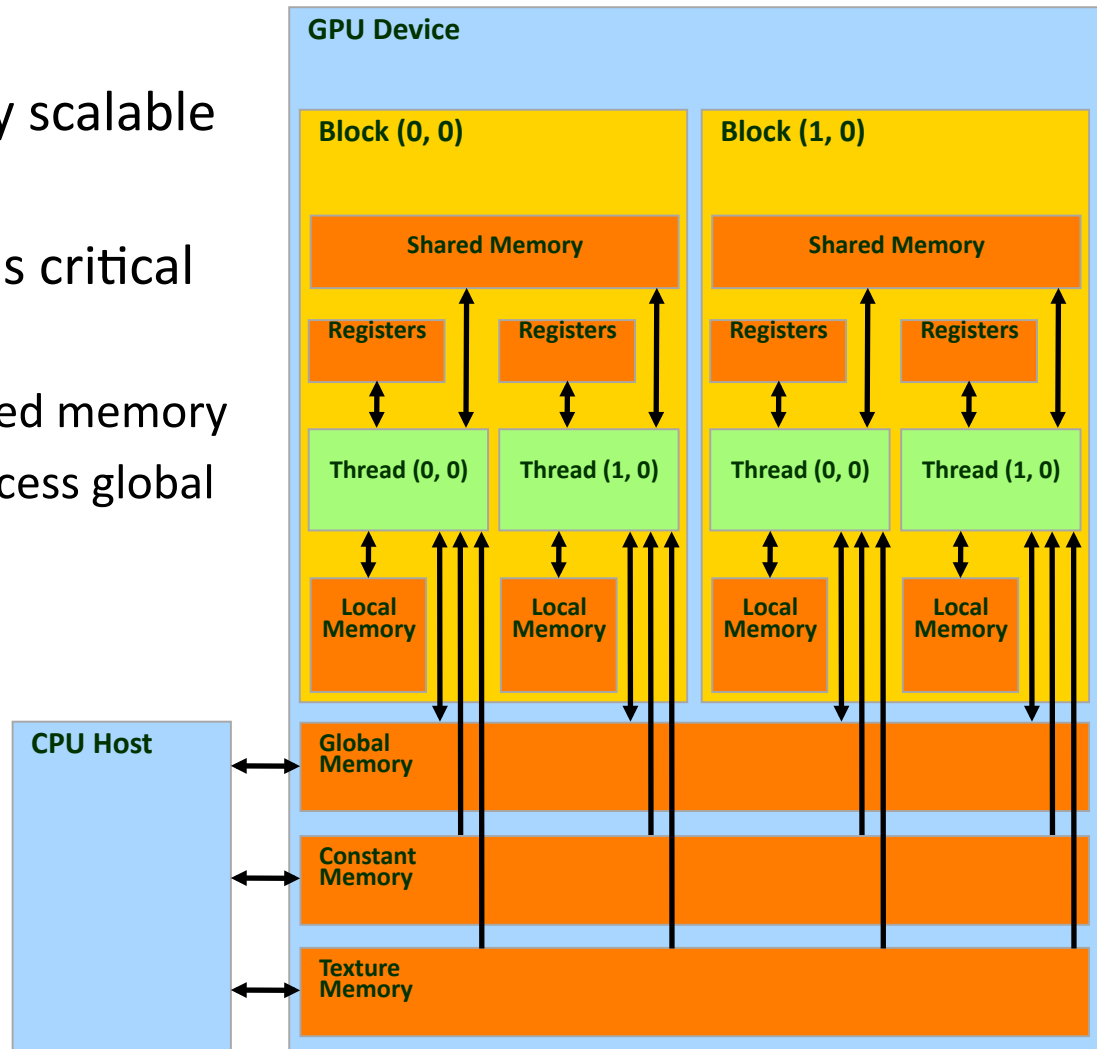 y scalable
s critical
ed memory
cess global
GPU Device
Block (0, 0)
Shared Memory
Registers
Registers
Thread (0, 0)
Thread (1, 0)
Local
Memory
Local
Memory
Block (1, 0)
Shared Memory
Registers
Registers
Thread (0, 0)
Thread (1, 0)
Local
Memory
Local
Memory
CPU Host
Global
Memory
Constant
Memory
Texture
Memory